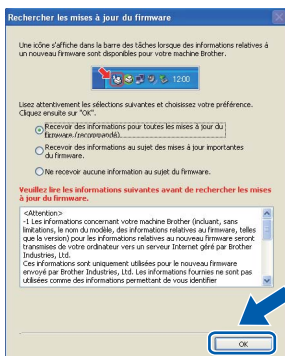 Rechercher les mises à jour du firmware
Une icône s'affiche dans la barre des tâches lorsque des informations relatives à
un nouveau firmware sont disponibles pour votre machine Brother.
12:00
Lisez attentivement les sélections suivantes et choisissez votre préférence.
Cliquez ensuite sur "OK".
Recevoir des informations pour toutes les mises à jour du
firmware. (recommandé)
Recevoir des informations au sujet des mises à jour importantes
du firmware.
Ne recevoir aucune information au sujet du firmware.
Veuillez lire les informations suivantes avant de rechercher les mises
à jour du firmware.
<Attention>
-1 Les informations concernant votre machine Brother (incluant, sans
limitations, le nom du modèle, des informations relatives au firmware, telles
que la version) pour les informations relatives au nouveau firmware seront
transmises de votre ordinateur vers un serveur Internet géré par Brother
Industries, Ltd.
Ces informations sont uniquement utilisées pour le nouveau firmware
envoyé par Brother Industries, Ltd. Les informations fournies ne sont pas
utilisées comme des informations permettant de vous identifier
OK